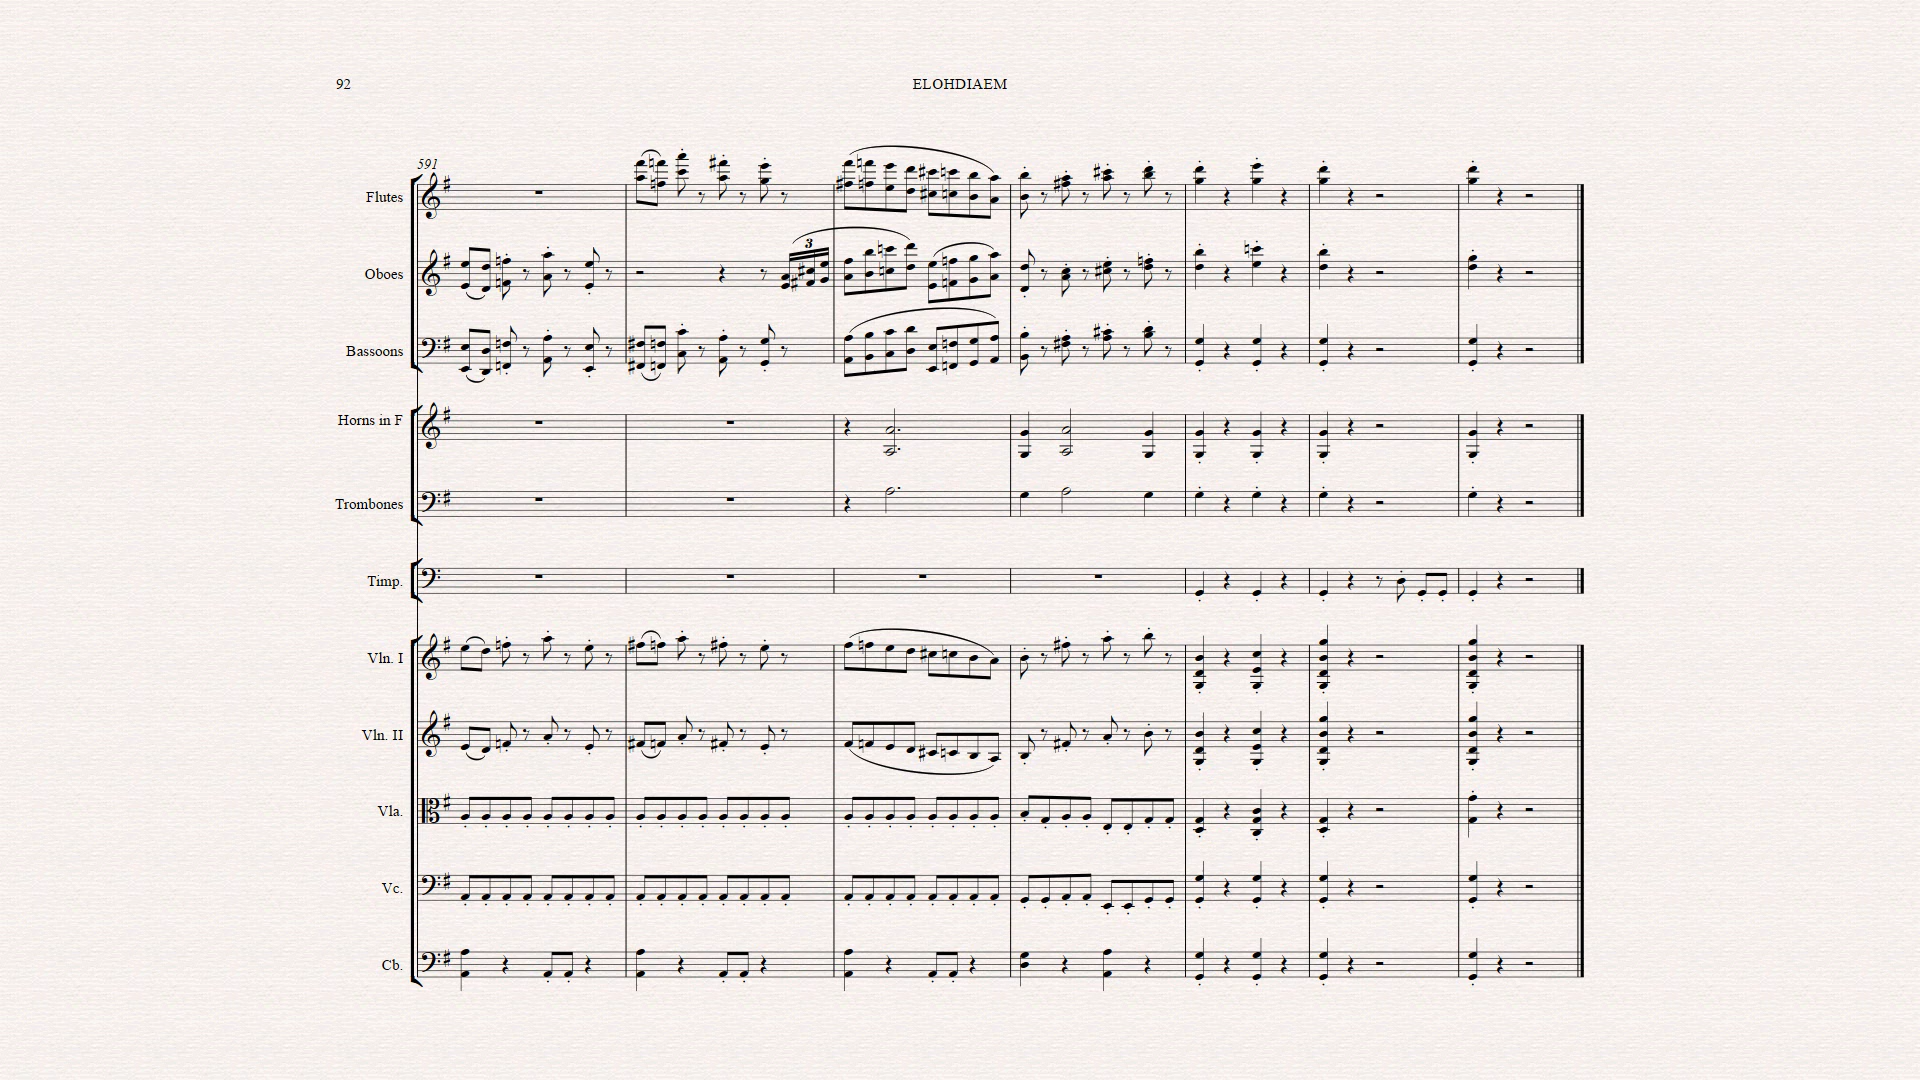 92
ELOHDIAEM
591
Flutes
3
Oboes
Bassoons
Horns in F
Trombones
Timp.
Vln. I
Vln. II
Vla.
Vc.
Cb.